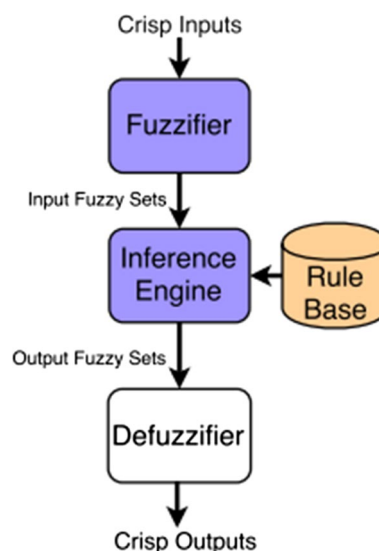 Crisp Inputs
Fuzzifier
Input Fuzzy Sets
Inference
Engine
Rule
Base
Output Fuzzy Sets
Defuzzifier
Crisp Outputs